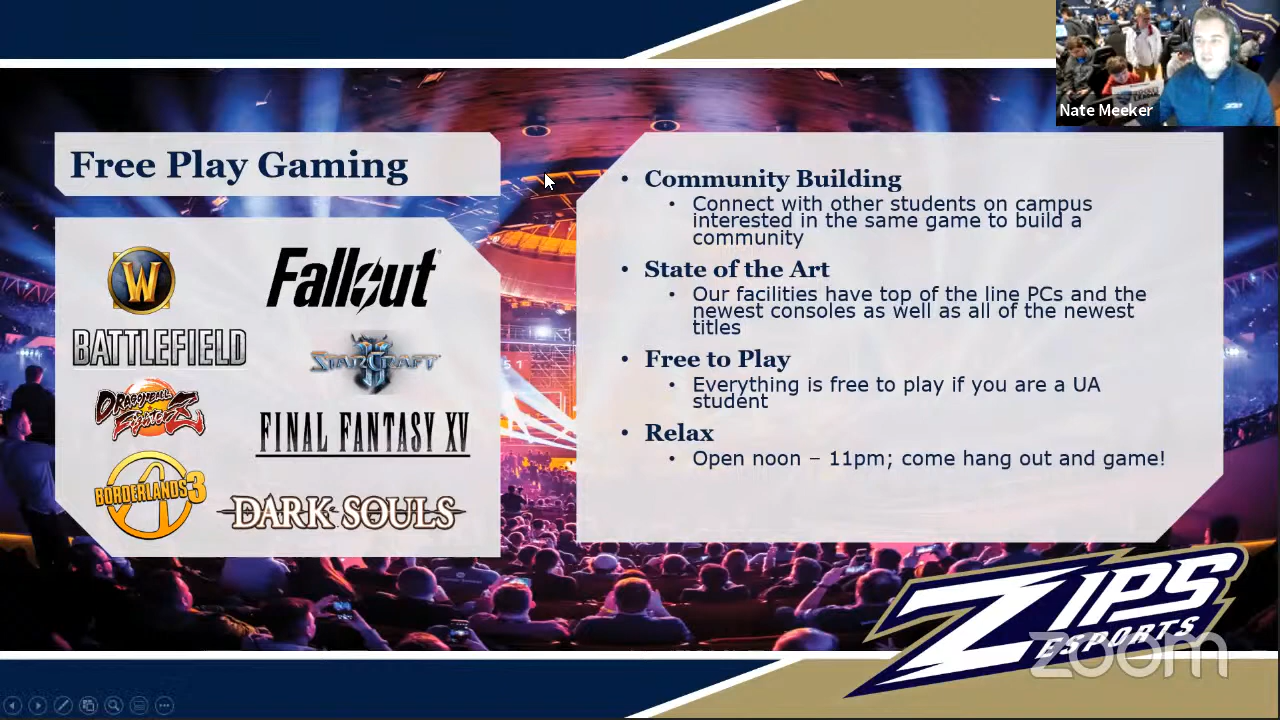 Nate Meeker
Free Play Gaming
W
Fallout
BATTLEFIELD
STARCRAFT
II
DRAGONBALL
FighterZ
FINAL FANTASY XV
BORDERLANDS 3
DARK SOULS
• Community Building
• Connect with other students on campus
interested in the same game to build a
community
• State of the Art
• Our facilities have top of the line PCs and the
newest consoles as well as all of the newest
titles
• Free to Play
• Everything is free to play if you are a UA
student
• Relax
• Open noon – 11pm; come hang out and game!
ZIPS
ESPORTS
zoom